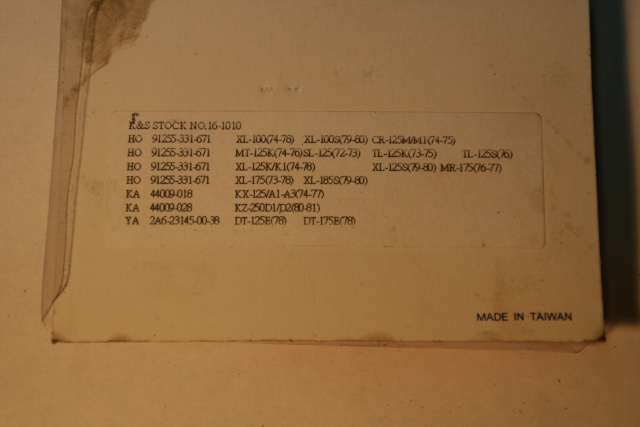 K&S STOCK NO.16-1010
HO 91255-331-671 XL-100(74-78) XL-100S(79-80) CR-125M/M1(74-75)
HO 91255-331-671 MT-125K(74-76)SL-125(72-73) TL-125K(73-75) TL-125S(76)
HO 91255-331-671 XL-125K/K1(74-78) XL-125S(79-80) MR-175(76-77)
HO 91255-331-671 XL-175(73-78) XL-185S(79-80)
KA 44009-018 KX-125/A1-A3(74-77)
KA 44009-028 KZ-250D1/D2(80-81)
YA 2A6-23145-00-38 DT-125E(78) DT-175E(78)
MADE IN TAIWAN